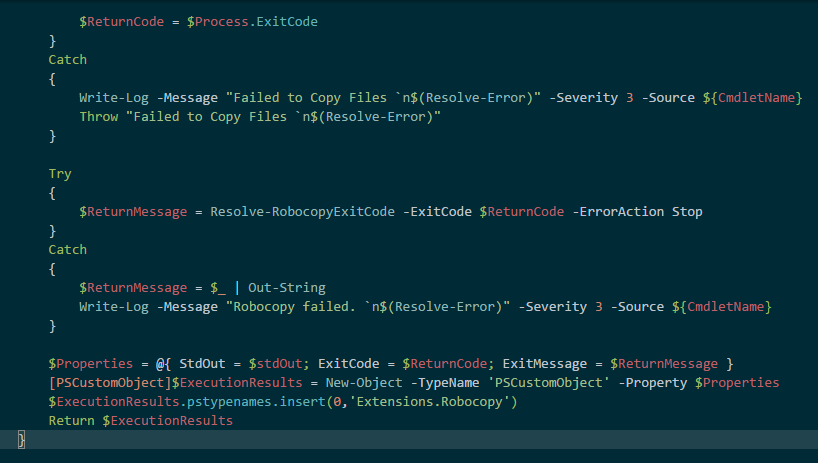 $ReturnCode = $Process.ExitCode
}
Catch
{
Write-Log -Message "Failed to Copy Files `n$(Resolve-Error)" -Severity 3 -Source ${CmdletName}
Throw "Failed to Copy Files `n$(Resolve-Error)"
}
Try
{
$ReturnMessage = Resolve-RobocopyExitCode -ExitCode $ReturnCode -ErrorAction Stop
}
Catch
{
$ReturnMessage = $_ | Out-String
Write-Log -Message "Robocopy failed. `n$(Resolve-Error)" -Severity 3 -Source ${CmdletName}
}
$Properties = @{ StdOut = $stdOut; ExitCode = $ReturnCode; ExitMessage = $ReturnMessage }
[PSCustomObject]$ExecutionResults = New-Object -TypeName 'PSCustomObject' -Property $Properties
$ExecutionResults.pstypenames.insert(0,'Extensions.Robocopy')
Return $ExecutionResults
}